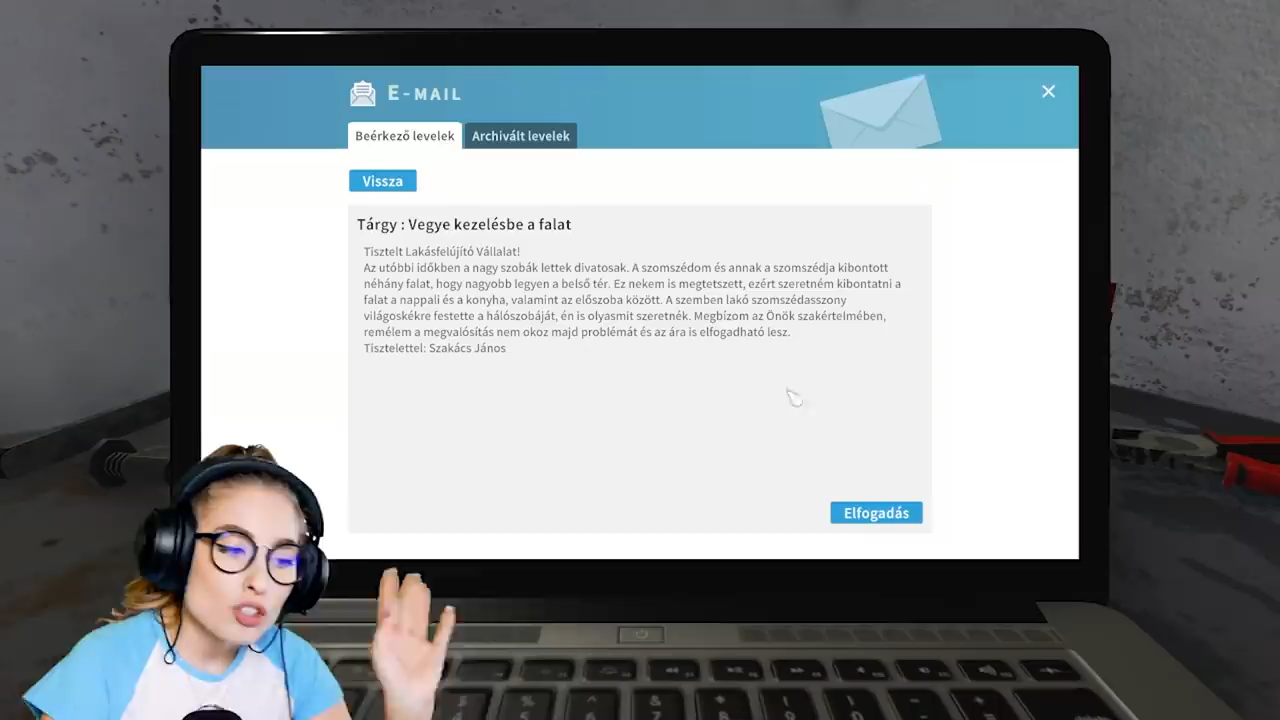 E-MAIL
Beérkező levelek
Archivált levelek
Vissza
Tárgy : Vegye kezelésbe a falat
Tisztelt Lakásfelújító Vállalat!
Az utóbbi időkben a nagy szobák lettek divatosak. A szomszédom és annak a szomszédja kibontott
néhány falat, hogy nagyobb legyen a belső tér. Ez nekem is megtetszett, ezért szeretném kibontatni a
falat a nappali és a konyha, valamint az előszoba között. A szemben lakó szomszédasszony
világoskékre festette a hálószobáját, én is olyasmit szeretnék. Megbízom az Önök szakértelmében,
remélem a megvalósítás nem okoz majd problémát és az ára is elfogadható lesz.
Tisztelettel: Szakács János
Elfogadás